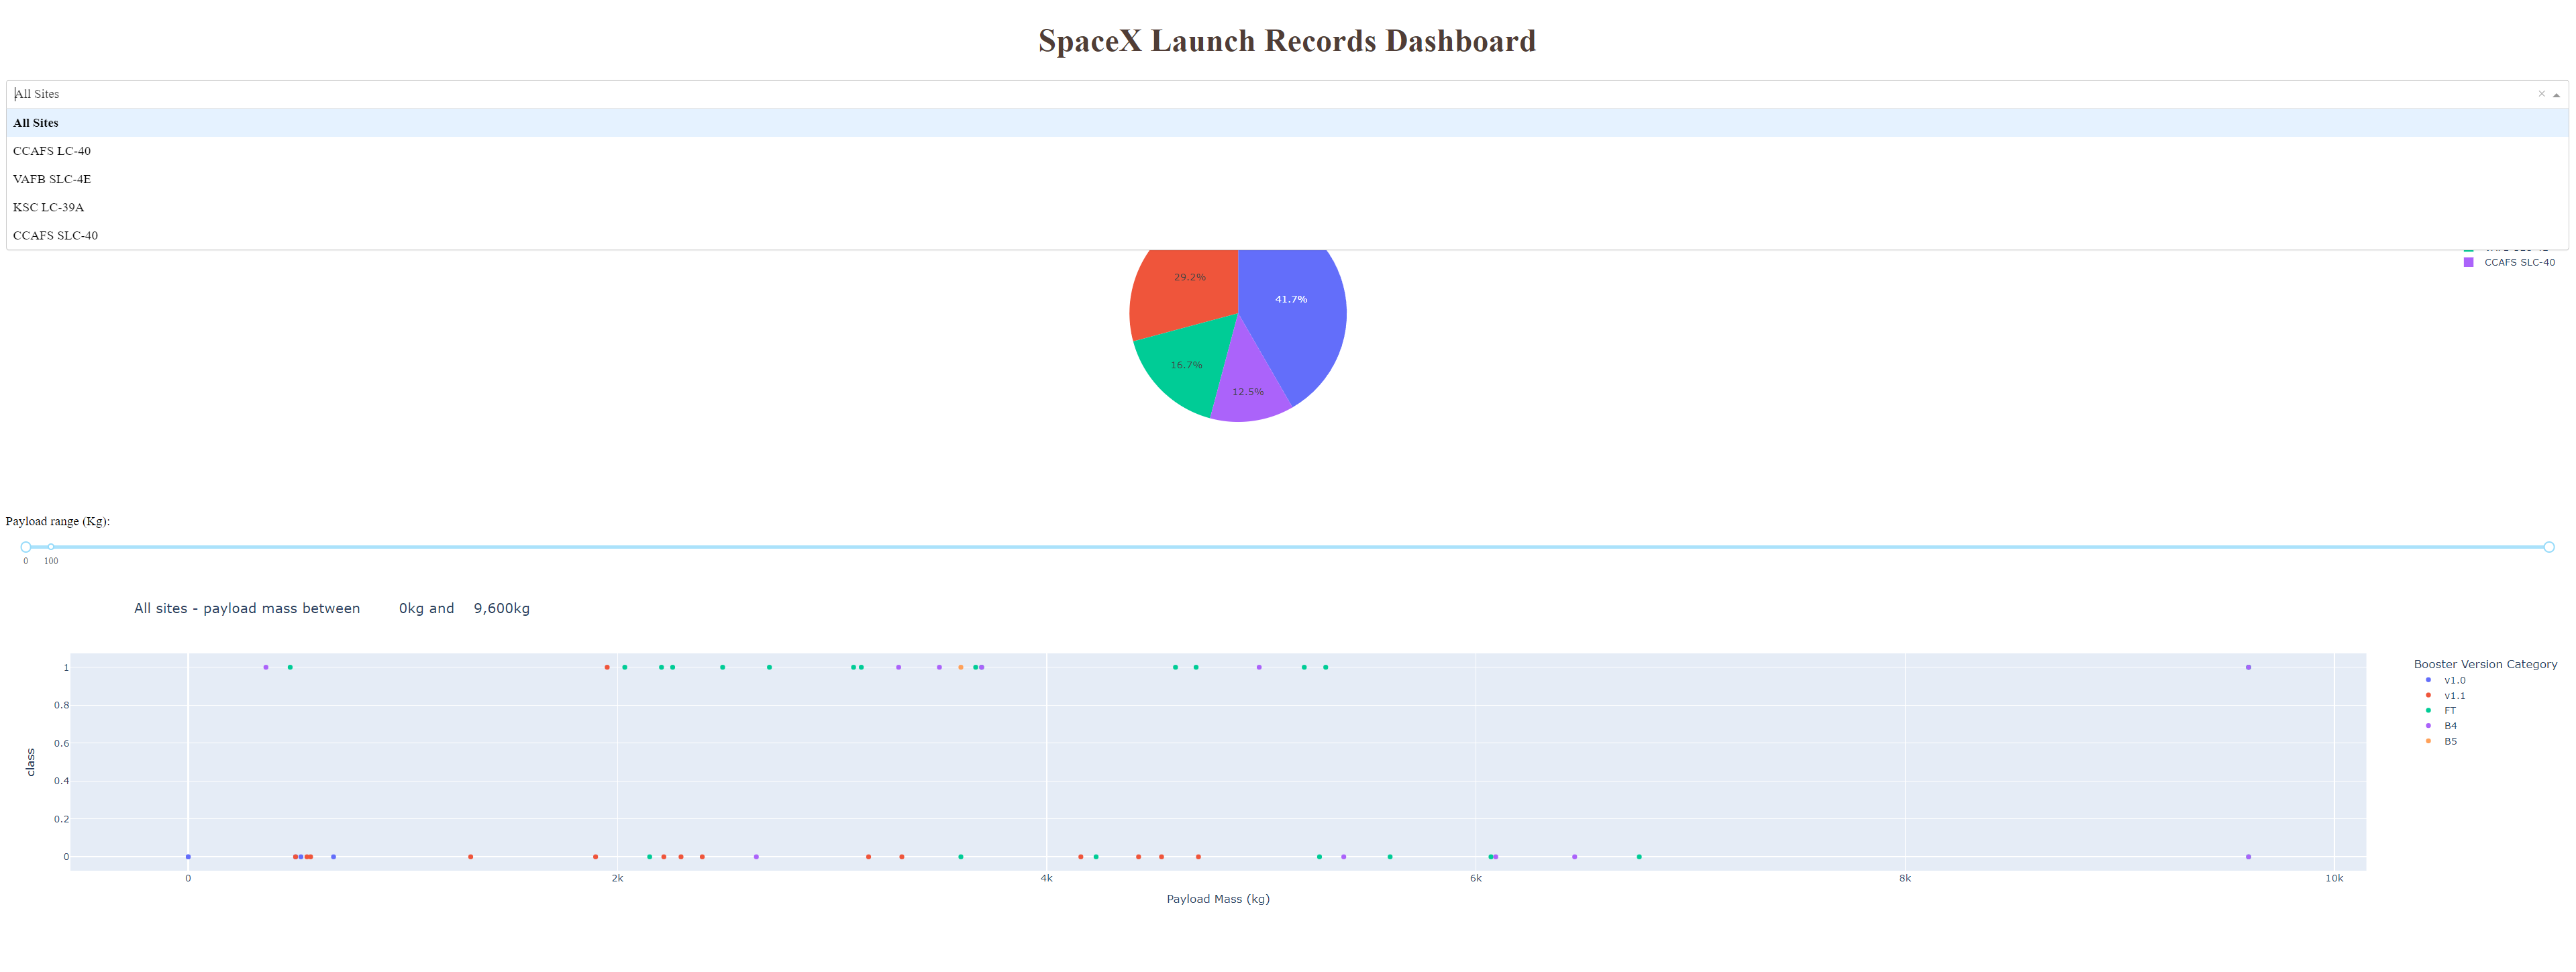 SpaceX Launch Records Dashboard
All Sites
All Sites
CCAFS LC-40
VAFB SLC-4E
KSC LC-39A
CCAFS SLC-40
CCAFS SLC-40
29.2%
41.7%
16.7%
12.5%
Payload range (Kg):
0 100
All sites - payload mass between 0kg and 9,600kg
1
0.8
0.6
0.4
0.2
0
class
0 2k 4k 6k 8k 10k
Payload Mass (kg)
Booster Version Category
v1.0
v1.1
FT
B4
B5